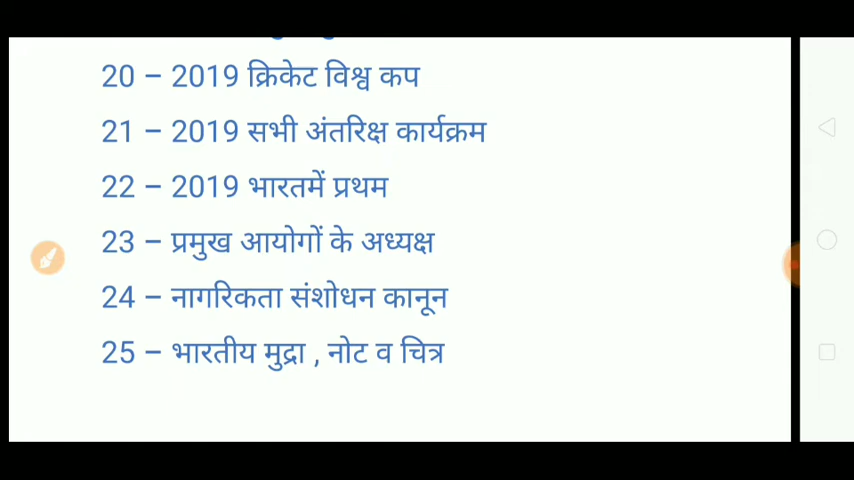 20 – 2019 क्रिकेट विश्व कप
21 – 2019 सभी अंतरिक्ष कार्यक्रम
22 – 2019 भारतमें प्रथम
23 – प्रमुख आयोगों के अध्यक्ष
24 – नागरिकता संशोधन कानून
25 – भारतीय मुद्रा , नोट व चित्र